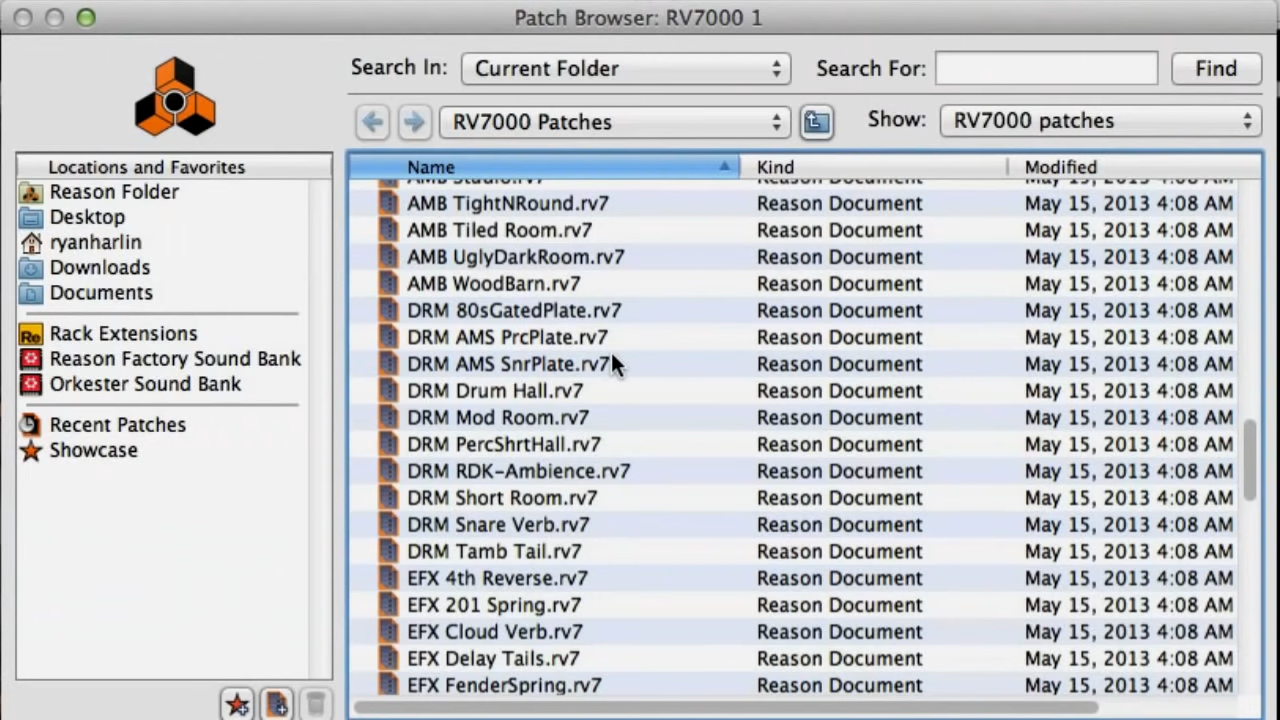 Patch Browser: RV7000 1
Search In: Current Folder Search For: Find
RV7000 Patches Show: RV7000 patches
Locations and Favorites
Reason Folder
Desktop
ryanharlin
Downloads
Documents
Re Rack Extensions
Reason Factory Sound Bank
Orkester Sound Bank
Recent Patches
Showcase
Name Kind Modified
AMB Studio.rv7 Reason Document May 15, 2013 4:08 AM
AMB TightNRound.rv7 Reason Document May 15, 2013 4:08 AM
AMB Tiled Room.rv7 Reason Document May 15, 2013 4:08 AM
AMB UglyDarkRoom.rv7 Reason Document May 15, 2013 4:08 AM
AMB WoodBarn.rv7 Reason Document May 15, 2013 4:08 AM
DRM 80sGatedPlate.rv7 Reason Document May 15, 2013 4:08 AM
DRM AMS PrcPlate.rv7 Reason Document May 15, 2013 4:08 AM
DRM AMS SnrPlate.rv7 Reason Document May 15, 2013 4:08 AM
DRM Drum Hall.rv7 Reason Document May 15, 2013 4:08 AM
DRM Mod Room.rv7 Reason Document May 15, 2013 4:08 AM
DRM PercShrtHall.rv7 Reason Document May 15, 2013 4:08 AM
DRM RDK-Ambience.rv7 Reason Document May 15, 2013 4:08 AM
DRM Short Room.rv7 Reason Document May 15, 2013 4:08 AM
DRM Snare Verb.rv7 Reason Document May 15, 2013 4:08 AM
DRM Tamb Tail.rv7 Reason Document May 15, 2013 4:08 AM
EFX 4th Reverse.rv7 Reason Document May 15, 2013 4:08 AM
EFX 201 Spring.rv7 Reason Document May 15, 2013 4:08 AM
EFX Cloud Verb.rv7 Reason Document May 15, 2013 4:08 AM
EFX Delay Tails.rv7 Reason Document May 15, 2013 4:08 AM
EFX FenderSpring.rv7 Reason Document May 15, 2013 4:08 AM